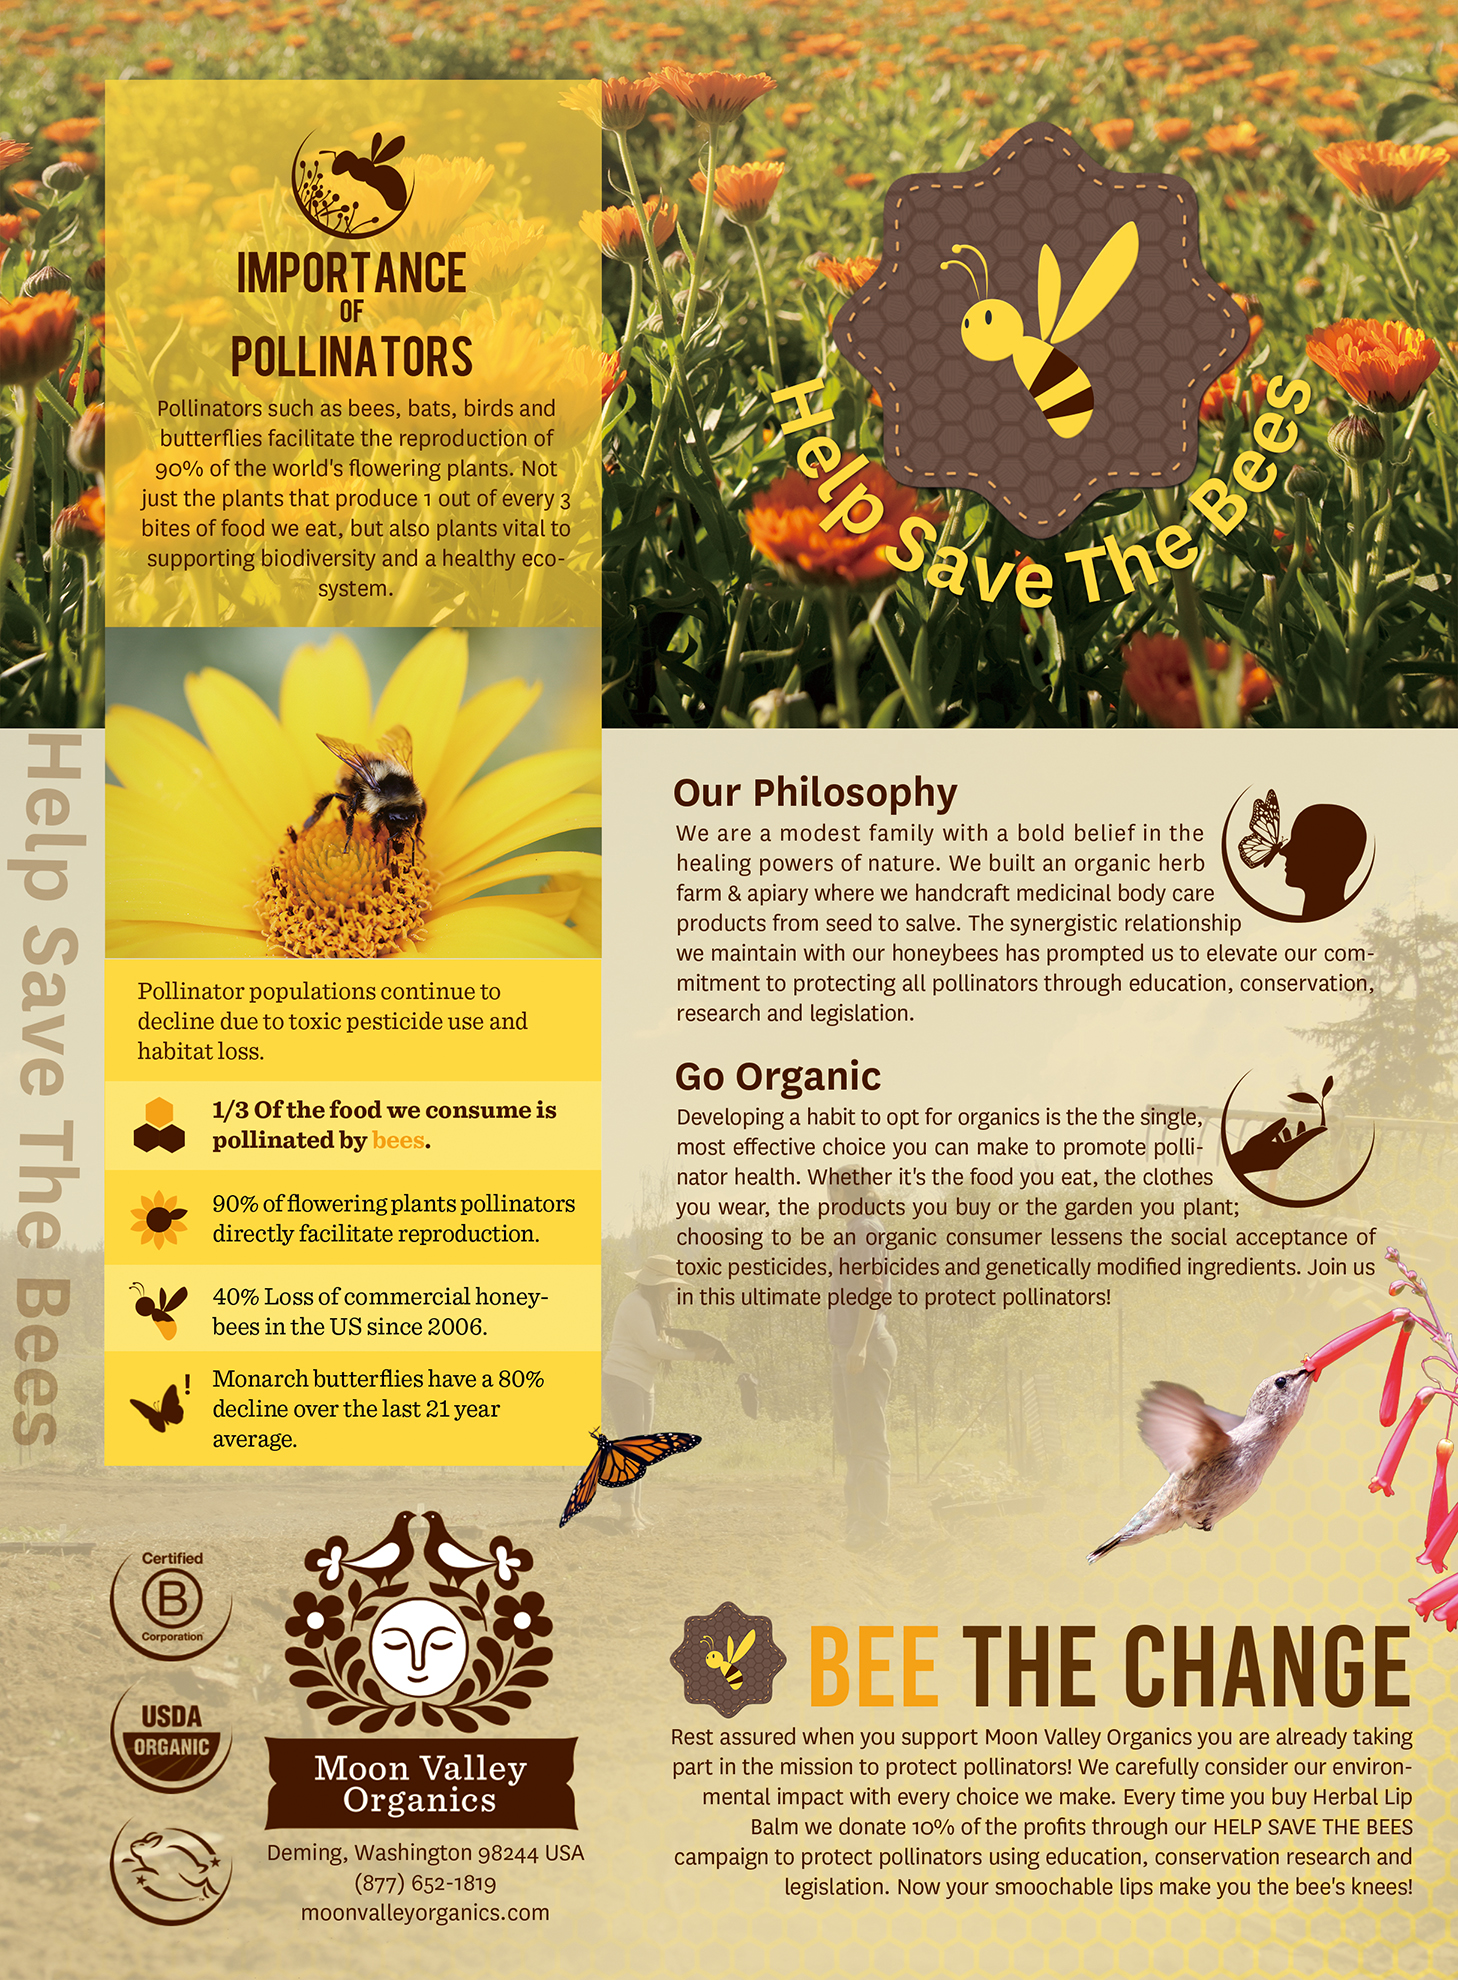 IMPORTANCE
OF
POLLINATORS
Pollinators such as bees, bats, birds and
butterflies facilitate the reproduction of
90% of the world's flowering plants. Not
just the plants that produce 1 out of every 3
bites of food we eat, but also plants vital to
supporting biodiversity and a healthy eco-
system.
Help Save The Bees
Help Save The Bees
Pollinator populations continue to
decline due to toxic pesticide use and
habitat loss.
1/3 Of the food we consume is
pollinated by bees.
90% of flowering plants pollinators
directly facilitate reproduction.
40% Loss of commercial honey-
bees in the US since 2006.
!
Monarch butterflies have a 80%
decline over the last 21 year
average.
Our Philosophy
We are a modest family with a bold belief in the
healing powers of nature. We built an organic herb
farm & apiary where we handcraft medicinal body care
products from seed to salve. The synergistic relationship
we maintain with our honeybees has prompted us to elevate our com-
mitment to protecting all pollinators through education, conservation,
research and legislation.
Go Organic
Developing a habit to opt for organics is the the single,
most effective choice you can make to promote polli-
nator health. Whether it's the food you eat, the clothes
you wear, the products you buy or the garden you plant;
choosing to be an organic consumer lessens the social acceptance of
toxic pesticides, herbicides and genetically modified ingredients. Join us
in this ultimate pledge to protect pollinators!
Certified
B
Corporation
USDA
ORGANIC
Moon Valley
Organics
Deming, Washington 98244 USA
(877) 652-1819
moonvalleyorganics.com
BEE THE CHANGE
Rest assured when you support Moon Valley Organics you are already taking
part in the mission to protect pollinators! We carefully consider our environ-
mental impact with every choice we make. Every time you buy Herbal Lip
Balm we donate 10% of the profits through our HELP SAVE THE BEES
campaign to protect pollinators using education, conservation research and
legislation. Now your smoochable lips make you the bee's knees!